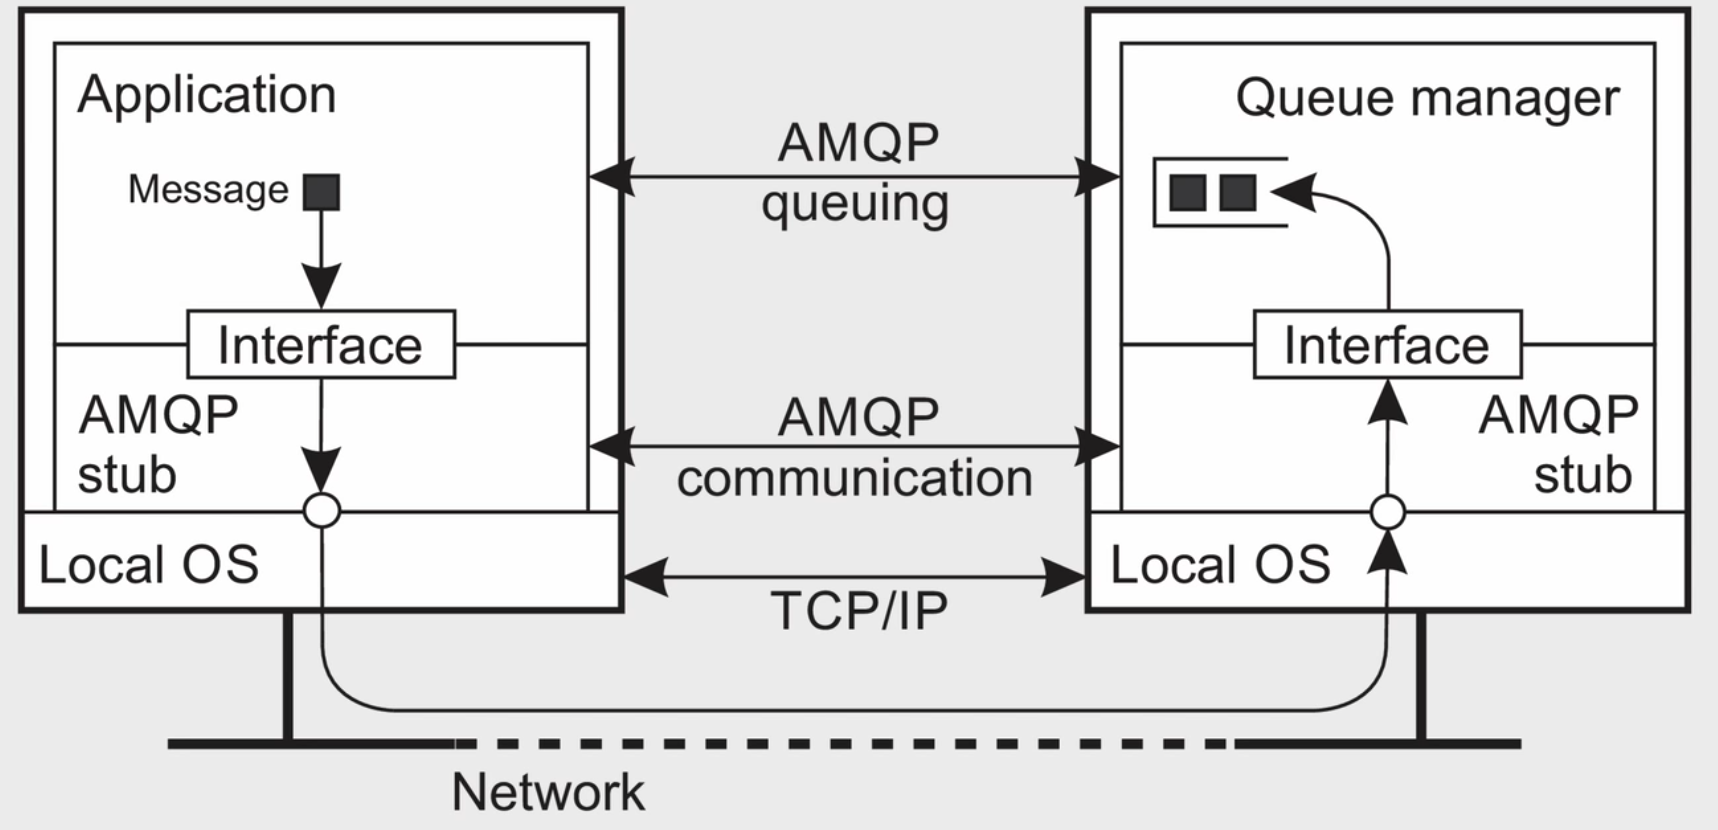 Application
Message
Interface
AMQP
stub
Local OS
AMQP
queuing
AMQP
communication
TCP/IP
Queue manager
Interface
AMQP
stub
Local OS
Network